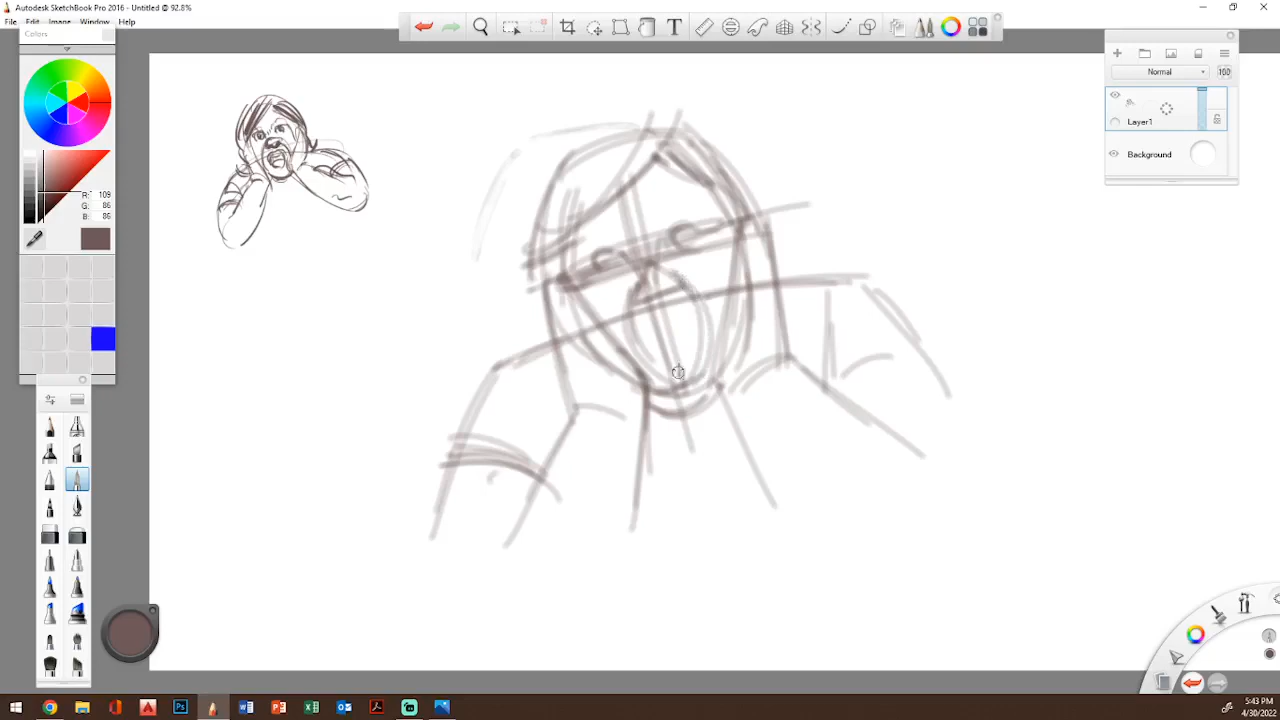 Autodesk SketchBook Pro 2016 - Untitled @ 92.8%
File Edit Image Window Help
Colors
R: 109
G: 86
B: 86
Normal 100
Layer1
Background
5:43 PM
4/30/2022